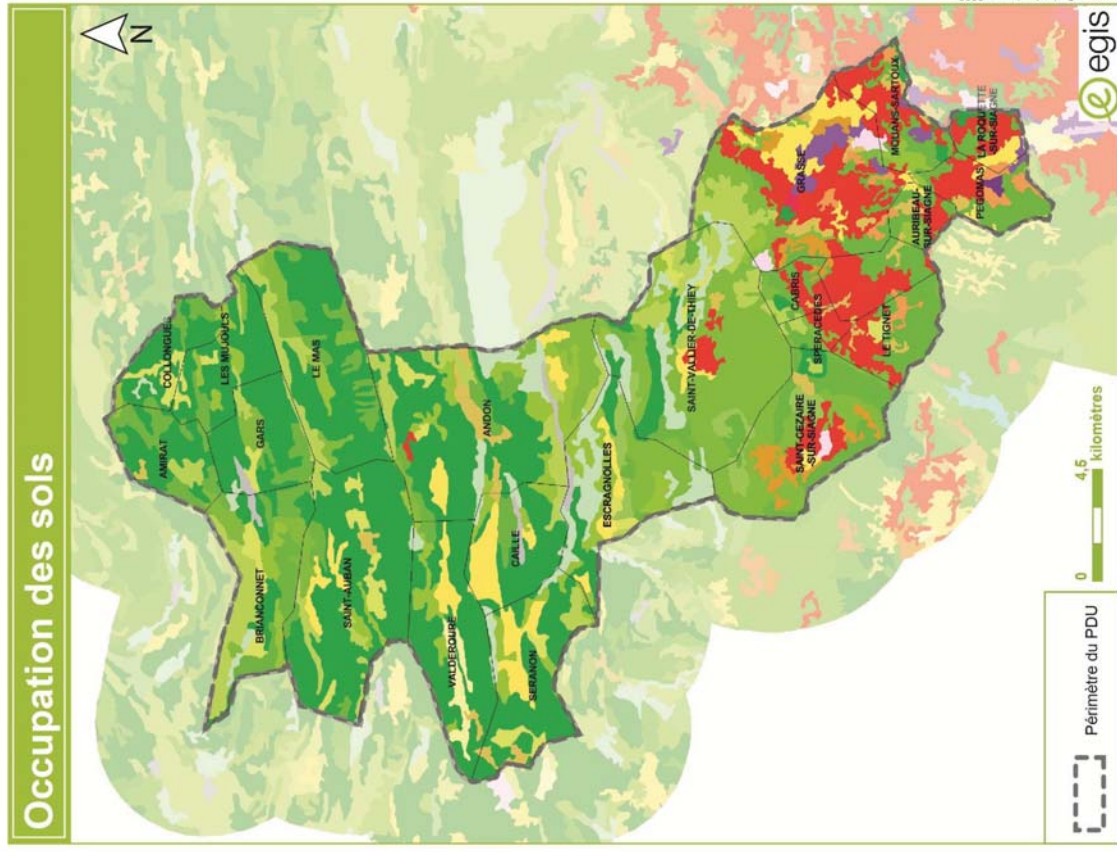 Occupation des sols
N
COLLONGUES
AMIRAT
LES MUJOULS
GARS
LE MAS
BRIANCONNET
SAINT-AUBAN
ANDON
VALDEROURE
CAILLE
SERANON
ESCRAGNOLLES
SAINT-VALLIER-DE-THIEY
GRASSE
CABRIS
SPERACEDES
MOUANS-SARTOUX
SAINT-CEZAIRE
-SUR-SIAGNE
LE TIGNET
AURIBEAU-
SUR-SIAGNE
PEGOMAS
LA ROQUETTE
-SUR-SIAGNE
0 4,5
kilomètres
Périmètre du PDU
egis